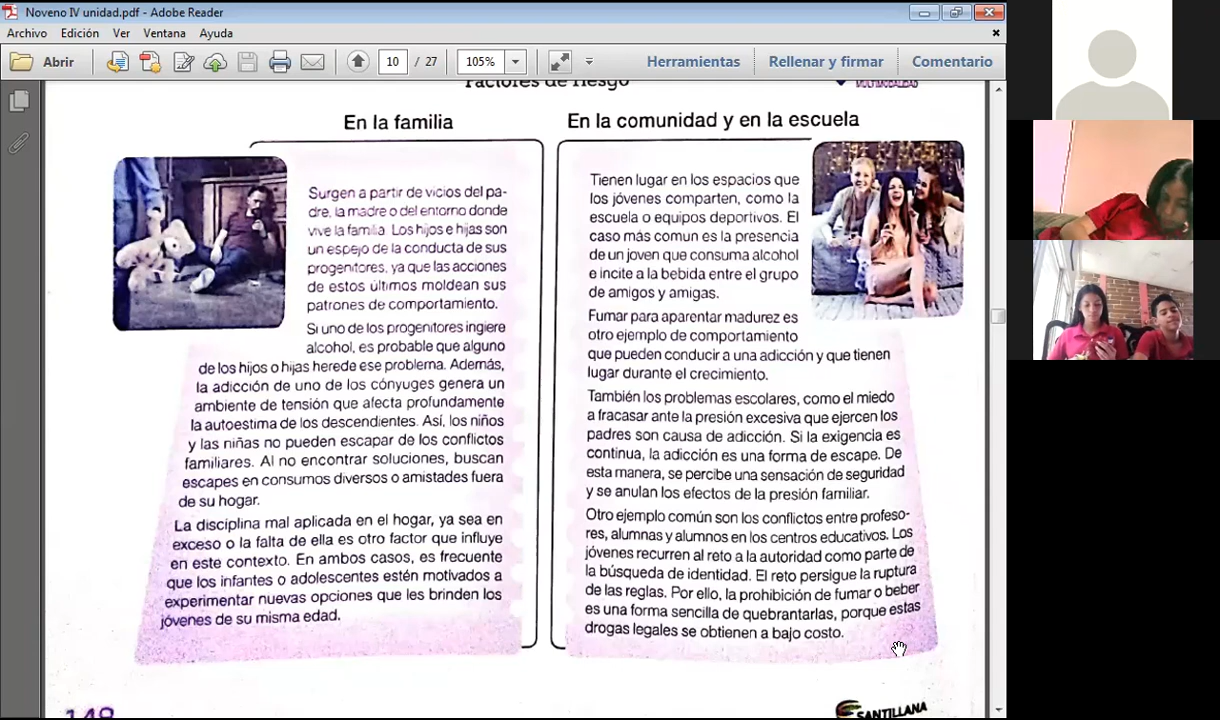 Noveno IV unidad.pdf - Adobe Reader
Archivo Edición Ver Ventana Ayuda
Abrir 10 / 27 105% Herramientas Rellenar y firmar Comentario
Factores de riesgo
MULTIMODALIDAD
En la familia
Surgen a partir de vicios del pa-
dre, la madre o del entorno donde
vive la familia. Los hijos e hijas son
un espejo de la conducta de sus
progenitores, ya que las acciones
de estos últimos moldean sus
patrones de comportamiento.
Si uno de los progenitores ingiere
alcohol, es probable que alguno
de los hijos o hijas herede ese problema. Además,
la adicción de uno de los cónyuges genera un
ambiente de tensión que afecta profundamente
la autoestima de los descendientes. Así, los niños
y las niñas no pueden escapar de los conflictos
familiares. Al no encontrar soluciones, buscan
escapes en consumos diversos o amistades fuera
de su hogar.
La disciplina mal aplicada en el hogar, ya sea en
exceso o la falta de ella es otro factor que influye
en este contexto. En ambos casos, es frecuente
que los infantes o adolescentes estén motivados a
experimentar nuevas opciones que les brinden los
jóvenes de su misma edad.
En la comunidad y en la escuela
Tienen lugar en los espacios que
los jóvenes comparten, como la
escuela o equipos deportivos. El
caso más comun es la presencia
de un joven que consuma alcohol
e incite a la bebida entre el grupo
de amigos y amigas.
Fumar para aparentar madurez es
otro ejemplo de comportamiento
que pueden conducir a una adicción y que tienen
lugar durante el crecimiento.
También los problemas escolares, como el miedo
a fracasar ante la presión excesiva que ejercen los
padres son causa de adicción. Si la exigencia es
continua, la adicción es una forma de escape. De
esta manera, se percibe una sensación de seguridad
y se anulan los efectos de la presión familiar.
Otro ejemplo común son los conflictos entre profeso-
res, alumnas y alumnos en los centros educativos. Los
jóvenes recurren al reto a la autoridad como parte de
la búsqueda de identidad. El reto persigue la ruptura
de las reglas. Por ello, la prohibición de fumar o beber
es una forma sencilla de quebrantarlas, porque estas
drogas legales se obtienen a bajo costo.
148
SANTILLANA